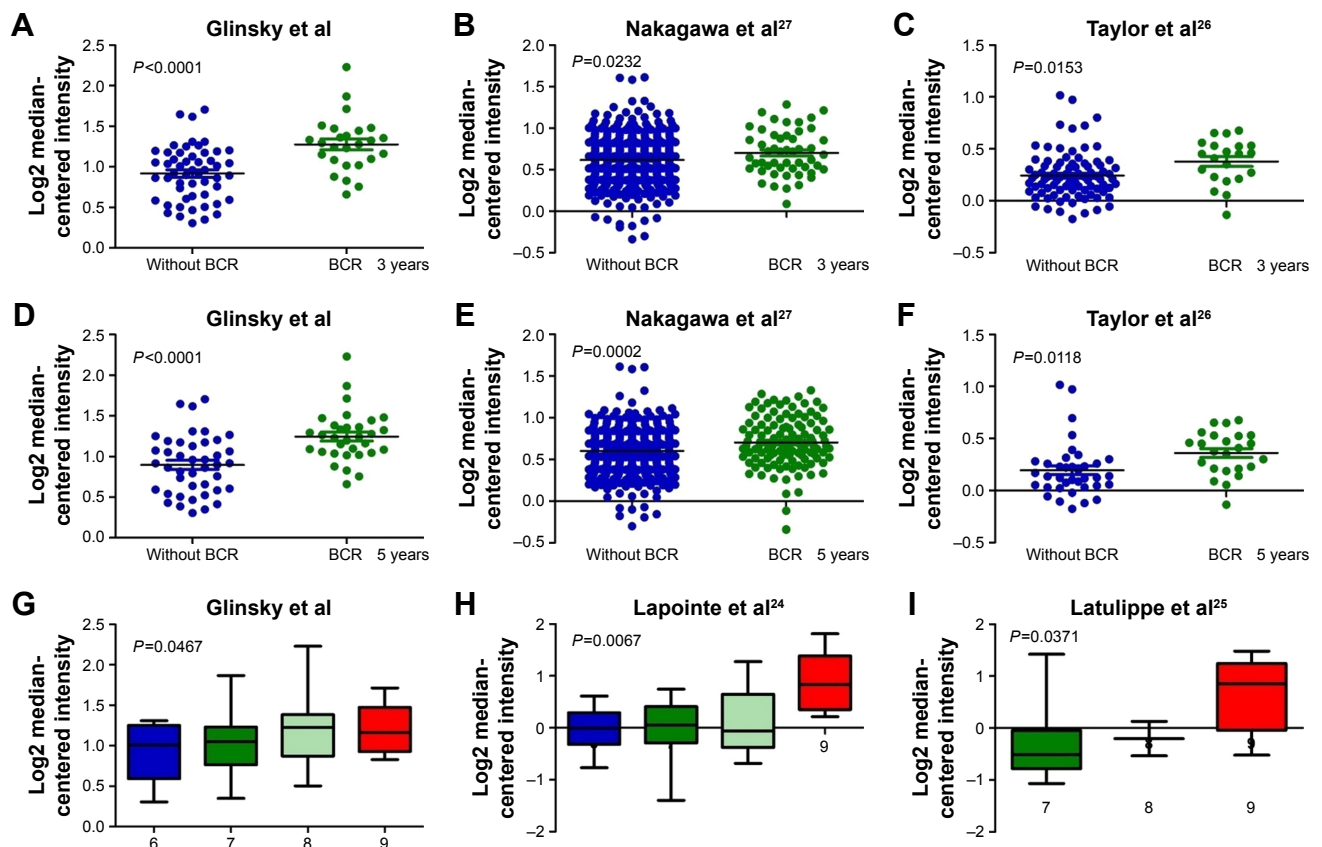 A
Glinsky et al
Log2 median-
centered intensity
2.5
2.0
1.5
1.0
0.5
0.0
P<0.0001
Without BCR
BCR
3 years
B
Nakagawa et al27
Log2 median-
centered intensity
2.0
1.5
1.0
0.5
0.0
–0.5
P=0.0232
Without BCR
BCR
3 years
C
Taylor et al26
Log2 median-
centered intensity
1.5
1.0
0.5
0.0
–0.5
P=0.0153
Without BCR
BCR
3 years
D
Glinsky et al
Log2 median-
centered intensity
2.5
2.0
1.5
1.0
0.5
0.0
P<0.0001
Without BCR
BCR
5 years
E
Nakagawa et al27
Log2 median-
centered intensity
2.0
1.5
1.0
0.5
0.0
–0.5
P=0.0002
Without BCR
BCR
5 years
F
Taylor et al26
Log2 median-
centered intensity
1.5
1.0
0.5
0.0
–0.5
P=0.0118
Without BCR
BCR
5 years
G
Glinsky et al
Log2 median-
centered intensity
2.5
2.0
1.5
1.0
0.5
0.0
P=0.0467
6
7
8
9
H
Lapointe et al24
Log2 median-
centered intensity
2
1
0
–1
–2
P=0.0067
9
I
Latulippe et al25
Log2 median-
centered intensity
2
1
0
–1
–2
P=0.0371
7
8
9